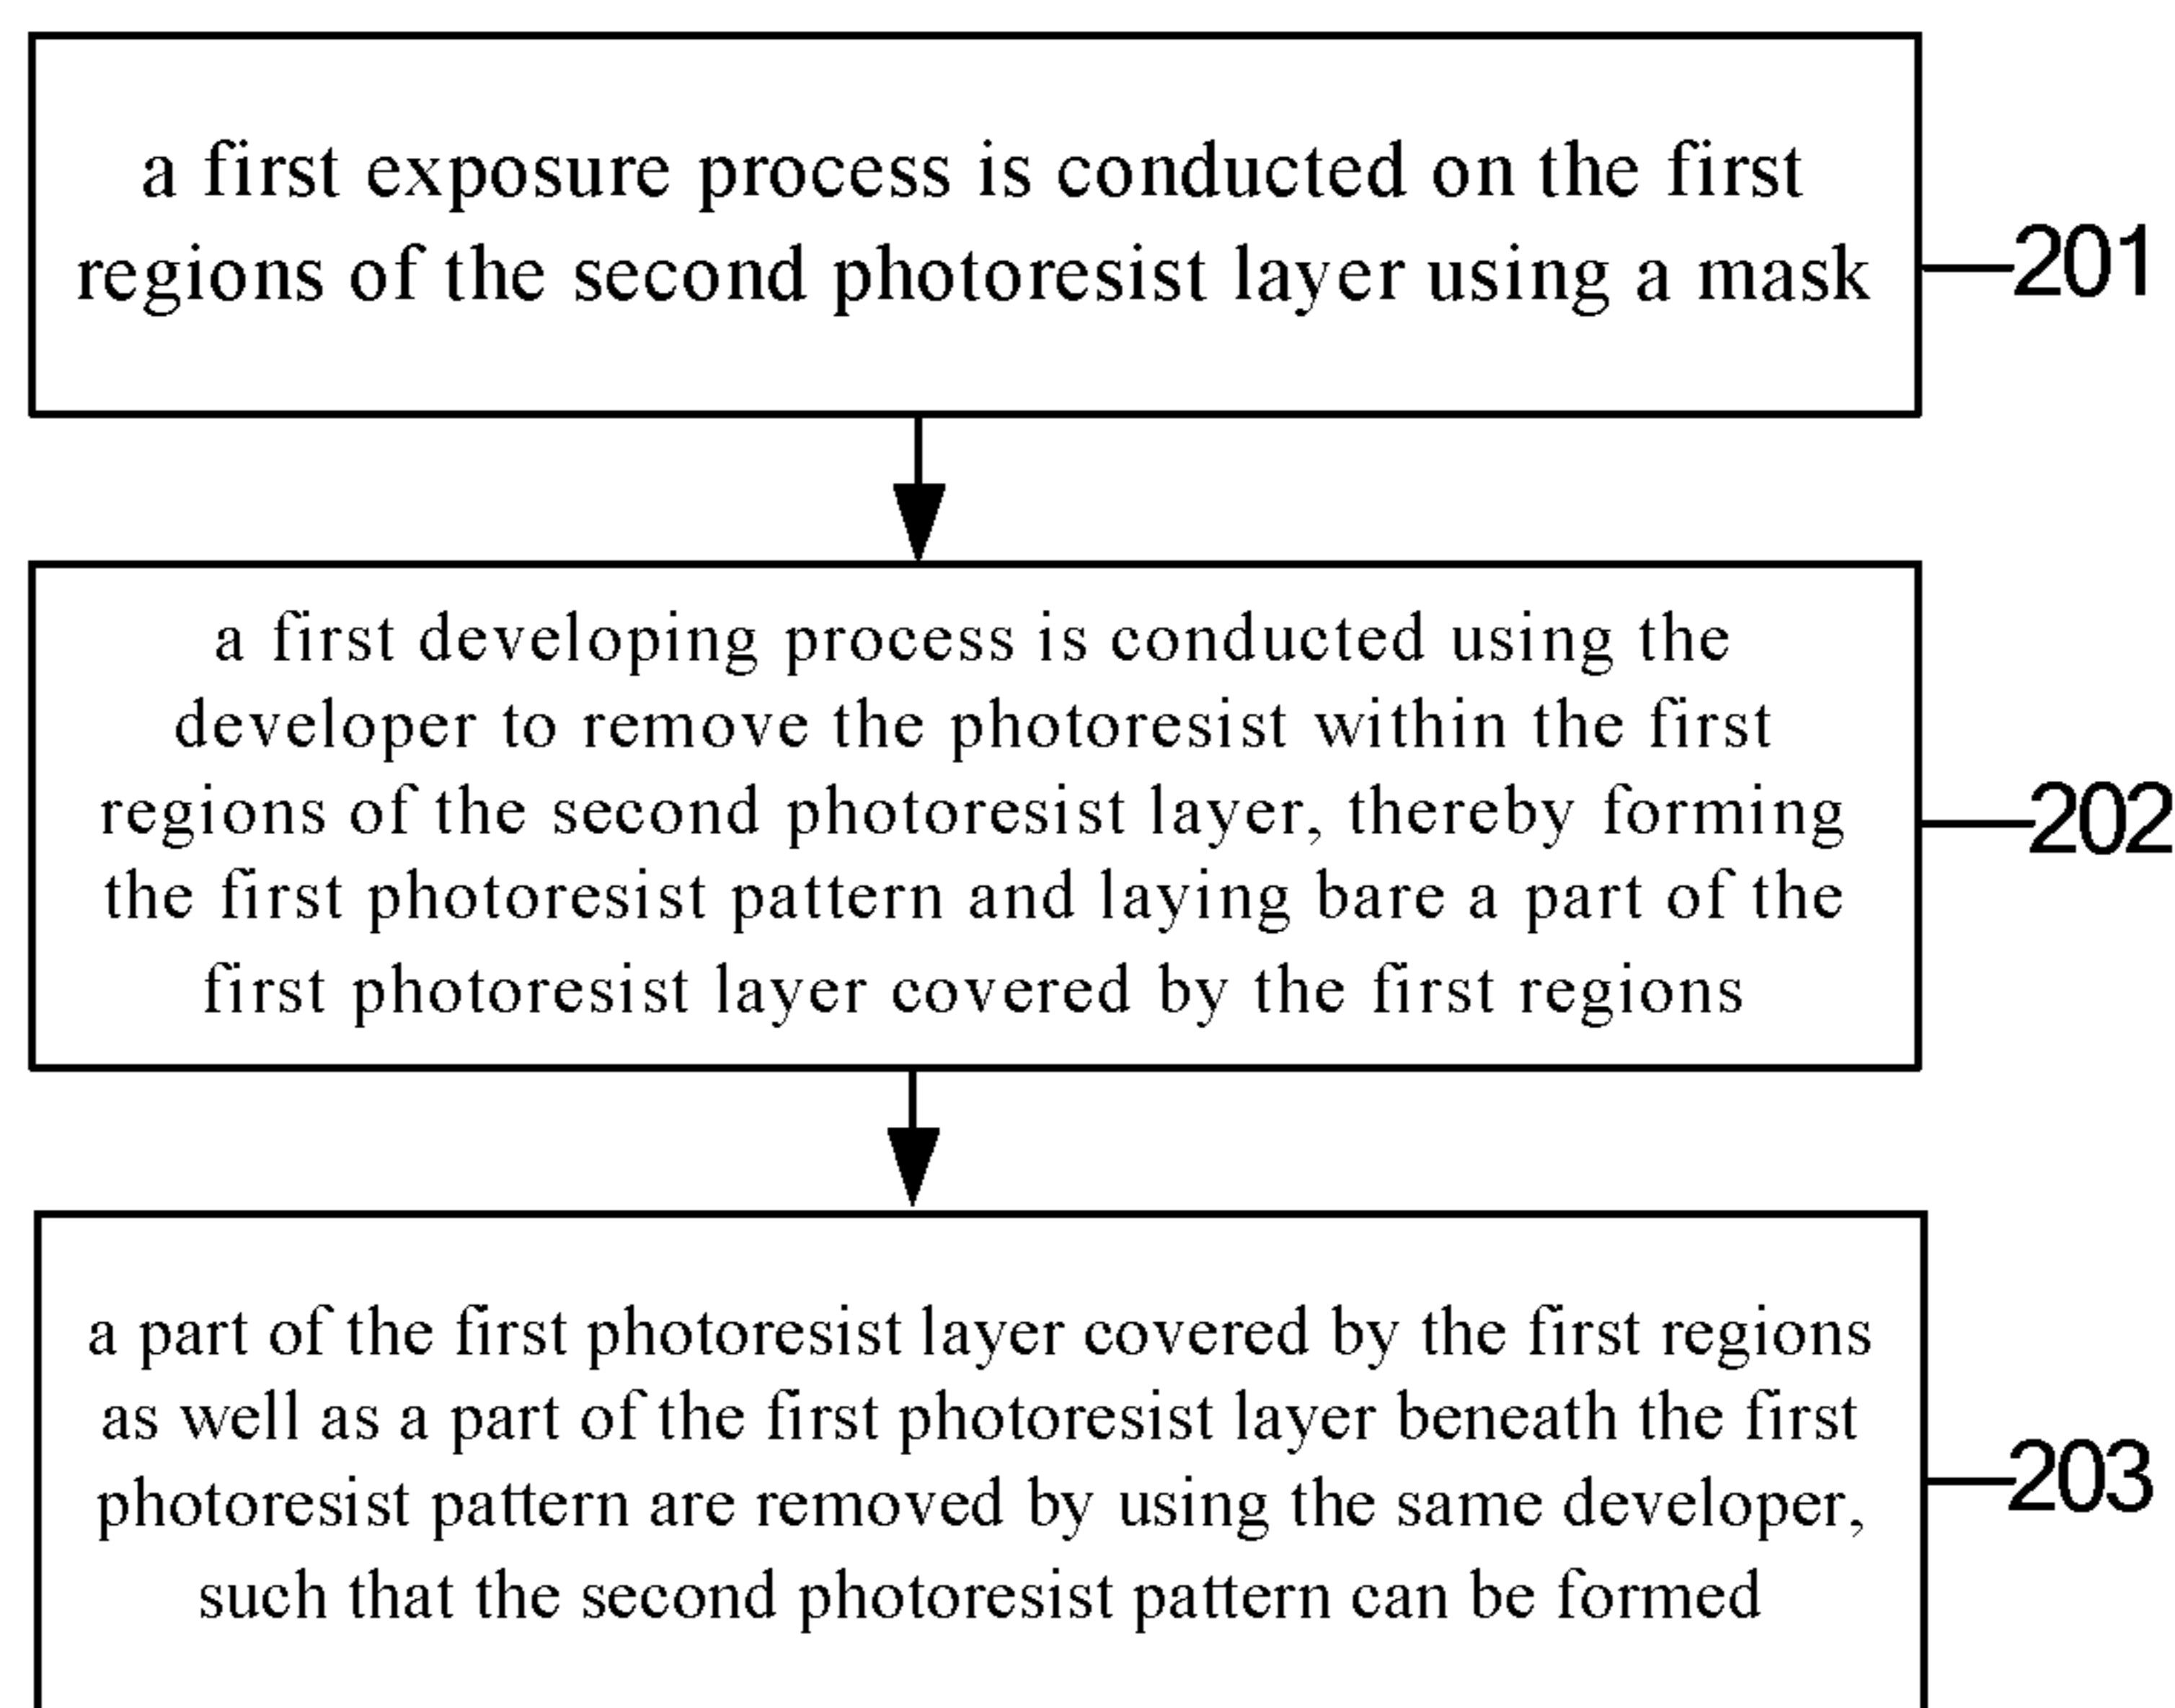 a first exposure process is conducted on the first
regions of the second photoresist layer using a mask
201
a first developing process is conducted using the
developer to remove the photoresist within the first
regions of the second photoresist layer, thereby forming
the first photoresist pattern and laying bare a part of the
first photoresist layer covered by the first regions
202
a part of the first photoresist layer covered by the first regions
as well as a part of the first photoresist layer beneath the first
photoresist pattern are removed by using the same developer,
such that the second photoresist pattern can be formed
203